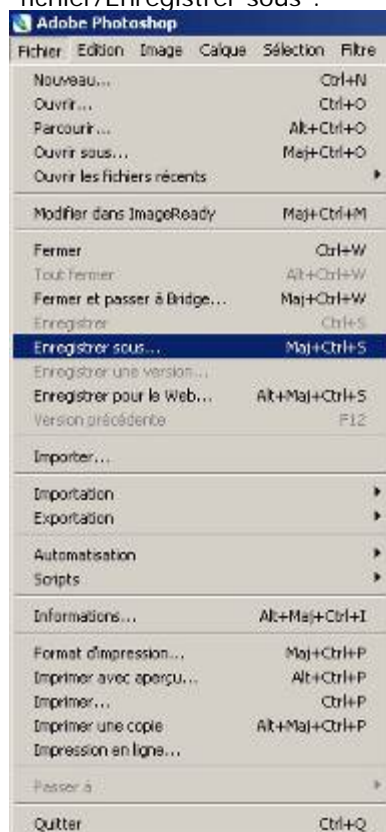 fichier/Enregistrer sous".
Adobe Photoshop
Fichier Edition Image Calque Sélection Filtre
Nouveau... Ctrl+N
Ouvrir... Ctrl+O
Parcourir... Alt+Ctrl+O
Ouvrir sous... Maj+Ctrl+O
Ouvrir les fichiers récents
Modifier dans ImageReady Maj+Ctrl+M
Fermer Ctrl+W
Tout fermer Alt+Ctrl+W
Fermer et passer à Bridge... Maj+Ctrl+W
Enregistrer Ctrl+S
Enregistrer sous... Maj+Ctrl+S
Enregistrer une version...
Enregistrer pour le Web... Alt+Maj+Ctrl+S
Version précédente F12
Importer...
Importation
Exportation
Automatisation
Scripts
Informations... Alt+Maj+Ctrl+I
Format d'impression... Maj+Ctrl+P
Imprimer avec aperçu... Alt+Ctrl+P
Imprimer... Ctrl+P
Imprimer une copie Alt+Maj+Ctrl+P
Impression en ligne...
Passer à
Quitter Ctrl+Q